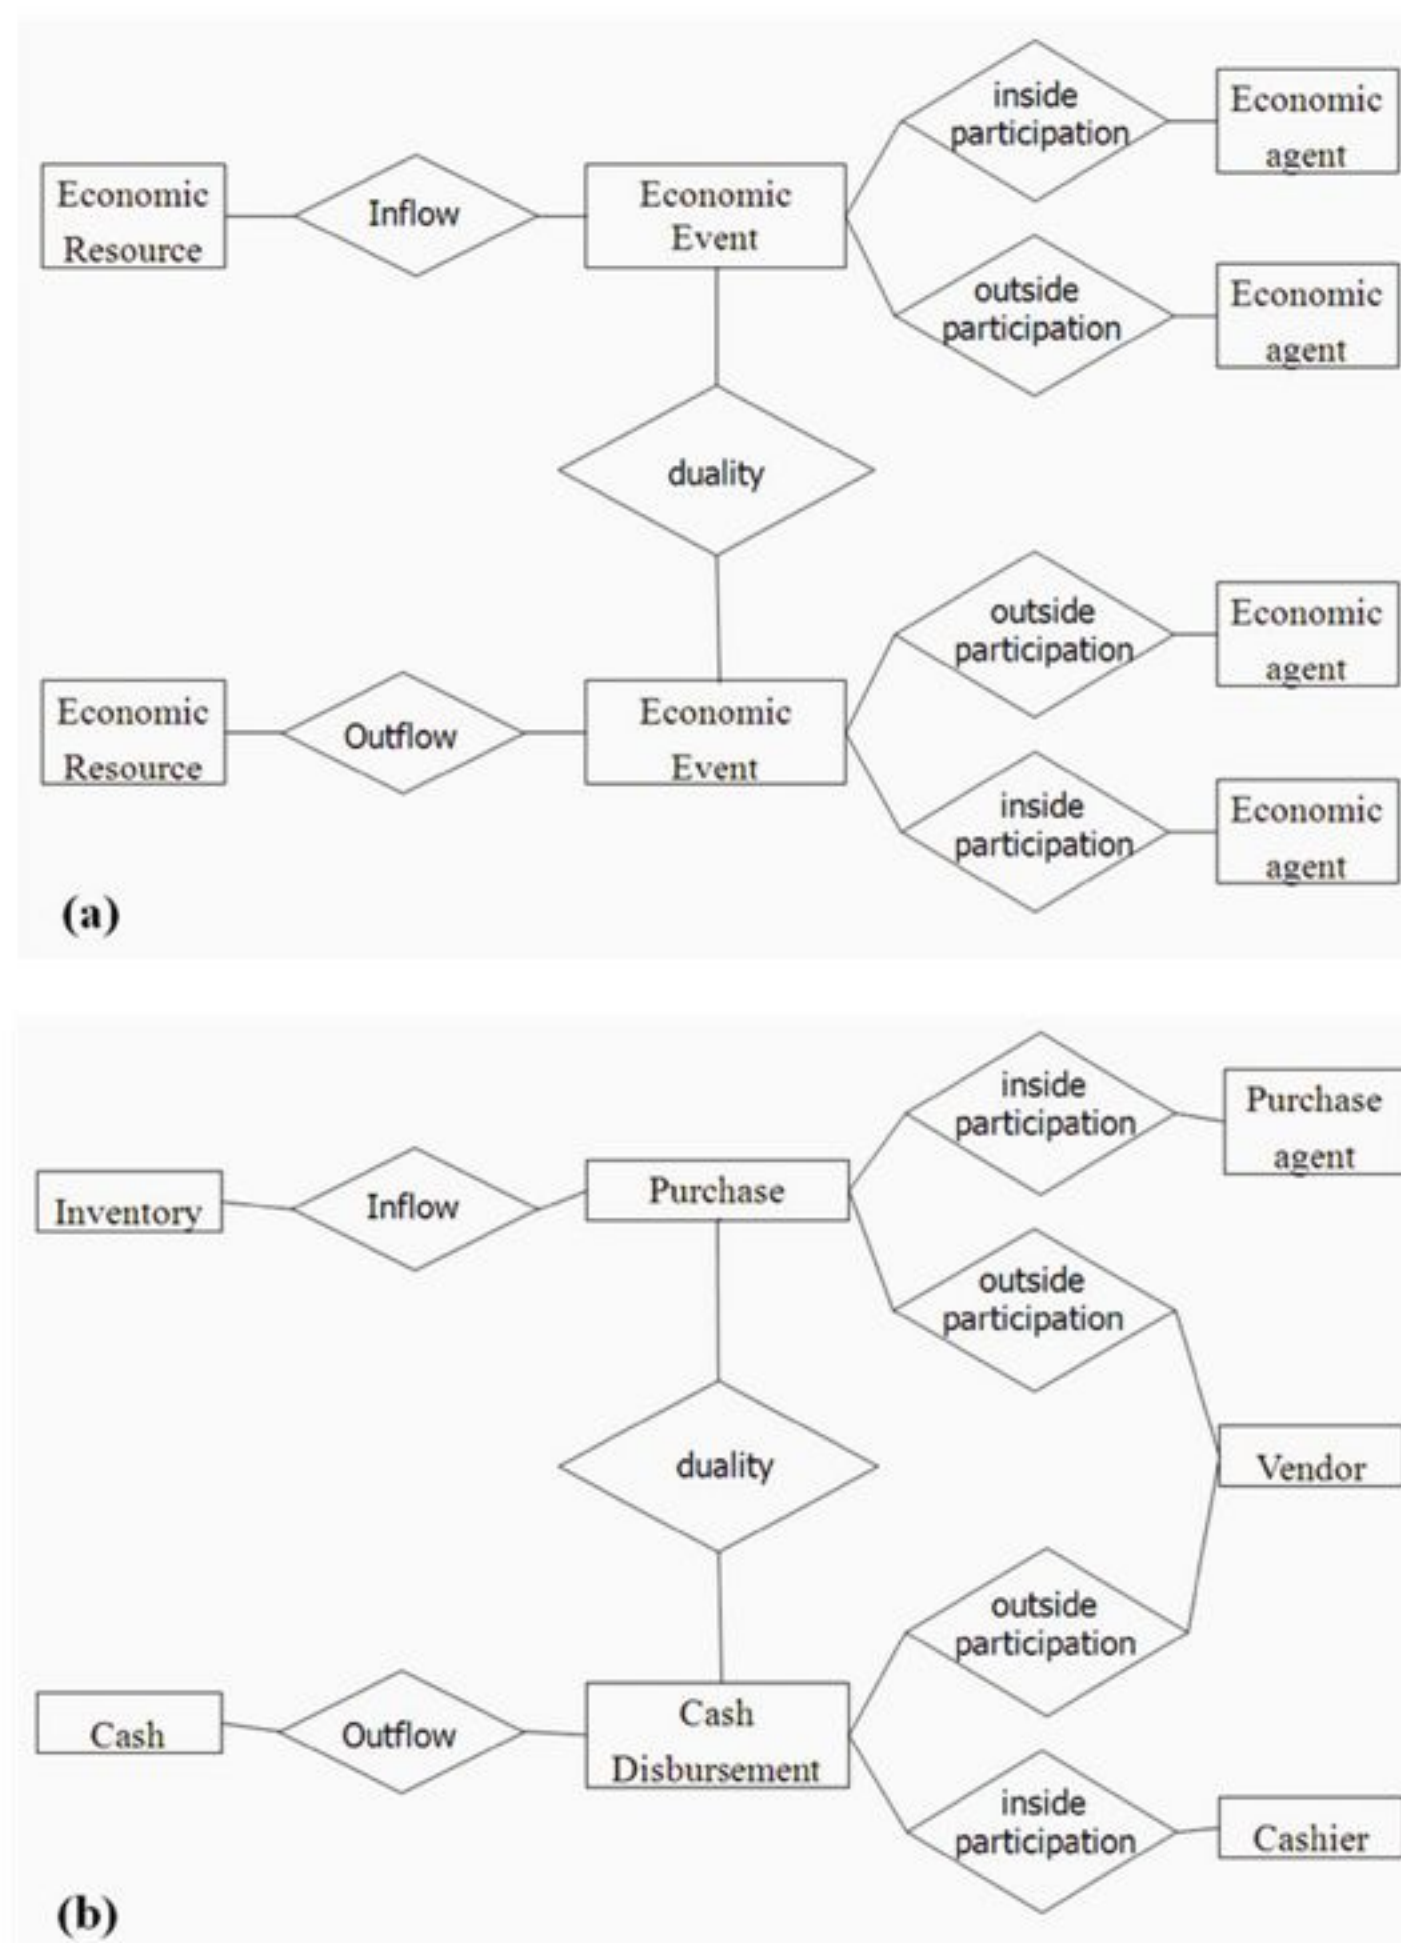 inside
participation
Economic
agent
Economic
Resource
Inflow
Economic
Event
outside
participation
Economic
agent
duality
outside
participation
Economic
agent
Economic
Resource
Outflow
Economic
Event
inside
participation
Economic
agent
(a)
inside
participation
Purchase
agent
Inventory
Inflow
Purchase
outside
participation
duality
Vendor
outside
participation
Cash
Outflow
Cash
Disbursement
inside
participation
Cashier
(b)